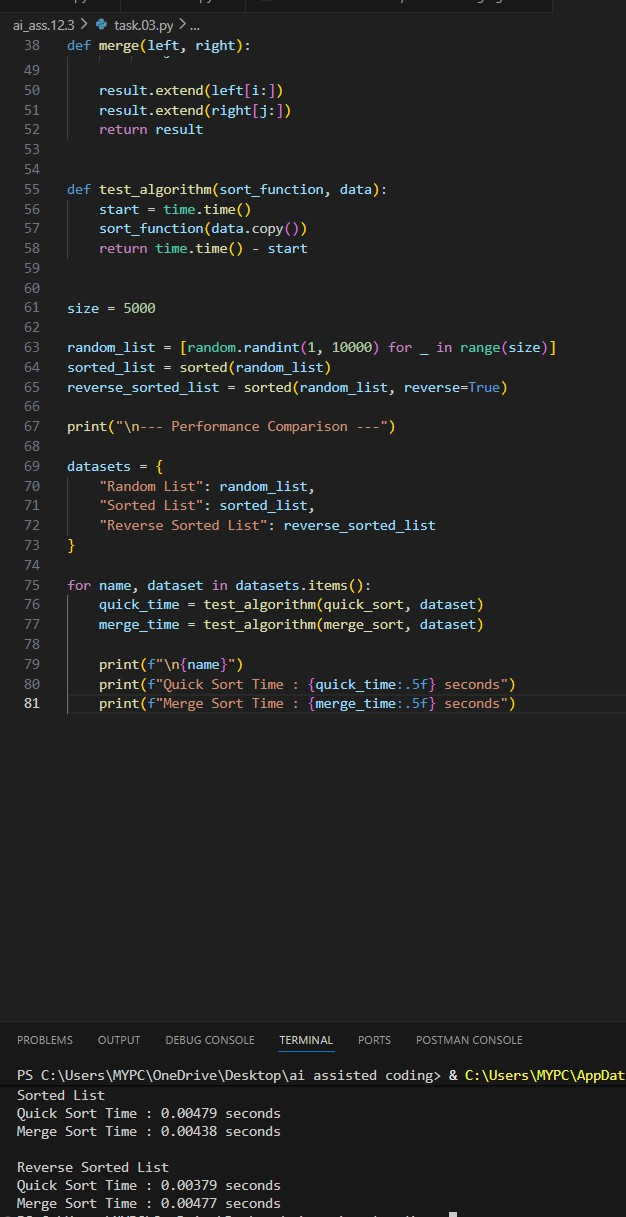 ai_ass.12.3 > task.03.py > ...
38 def merge(left, right):
49
50 result.extend(left[i:])
51 result.extend(right[j:])
52 return result
53
54
55 def test_algorithm(sort_function, data):
56 start = time.time()
57 sort_function(data.copy())
58 return time.time() - start
59
60
61 size = 5000
62
63 random_list = [random.randint(1, 10000) for _ in range(size)]
64 sorted_list = sorted(random_list)
65 reverse_sorted_list = sorted(random_list, reverse=True)
66
67 print("\n--- Performance Comparison ---")
68
69 datasets = {
70 "Random List": random_list,
71 "Sorted List": sorted_list,
72 "Reverse Sorted List": reverse_sorted_list
73 }
74
75 for name, dataset in datasets.items():
76 quick_time = test_algorithm(quick_sort, dataset)
77 merge_time = test_algorithm(merge_sort, dataset)
78
79 print(f"\n{name}")
80 print(f"Quick Sort Time : {quick_time:.5f} seconds")
81 print(f"Merge Sort Time : {merge_time:.5f} seconds")
PROBLEMS OUTPUT DEBUG CONSOLE TERMINAL PORTS POSTMAN CONSOLE
PS C:\Users\MYPC\OneDrive\Desktop\ai assisted coding> & C:\Users\MYPC\AppDat
Sorted List
Quick Sort Time : 0.00479 seconds
Merge Sort Time : 0.00438 seconds
Reverse Sorted List
Quick Sort Time : 0.00379 seconds
Merge Sort Time : 0.00477 seconds